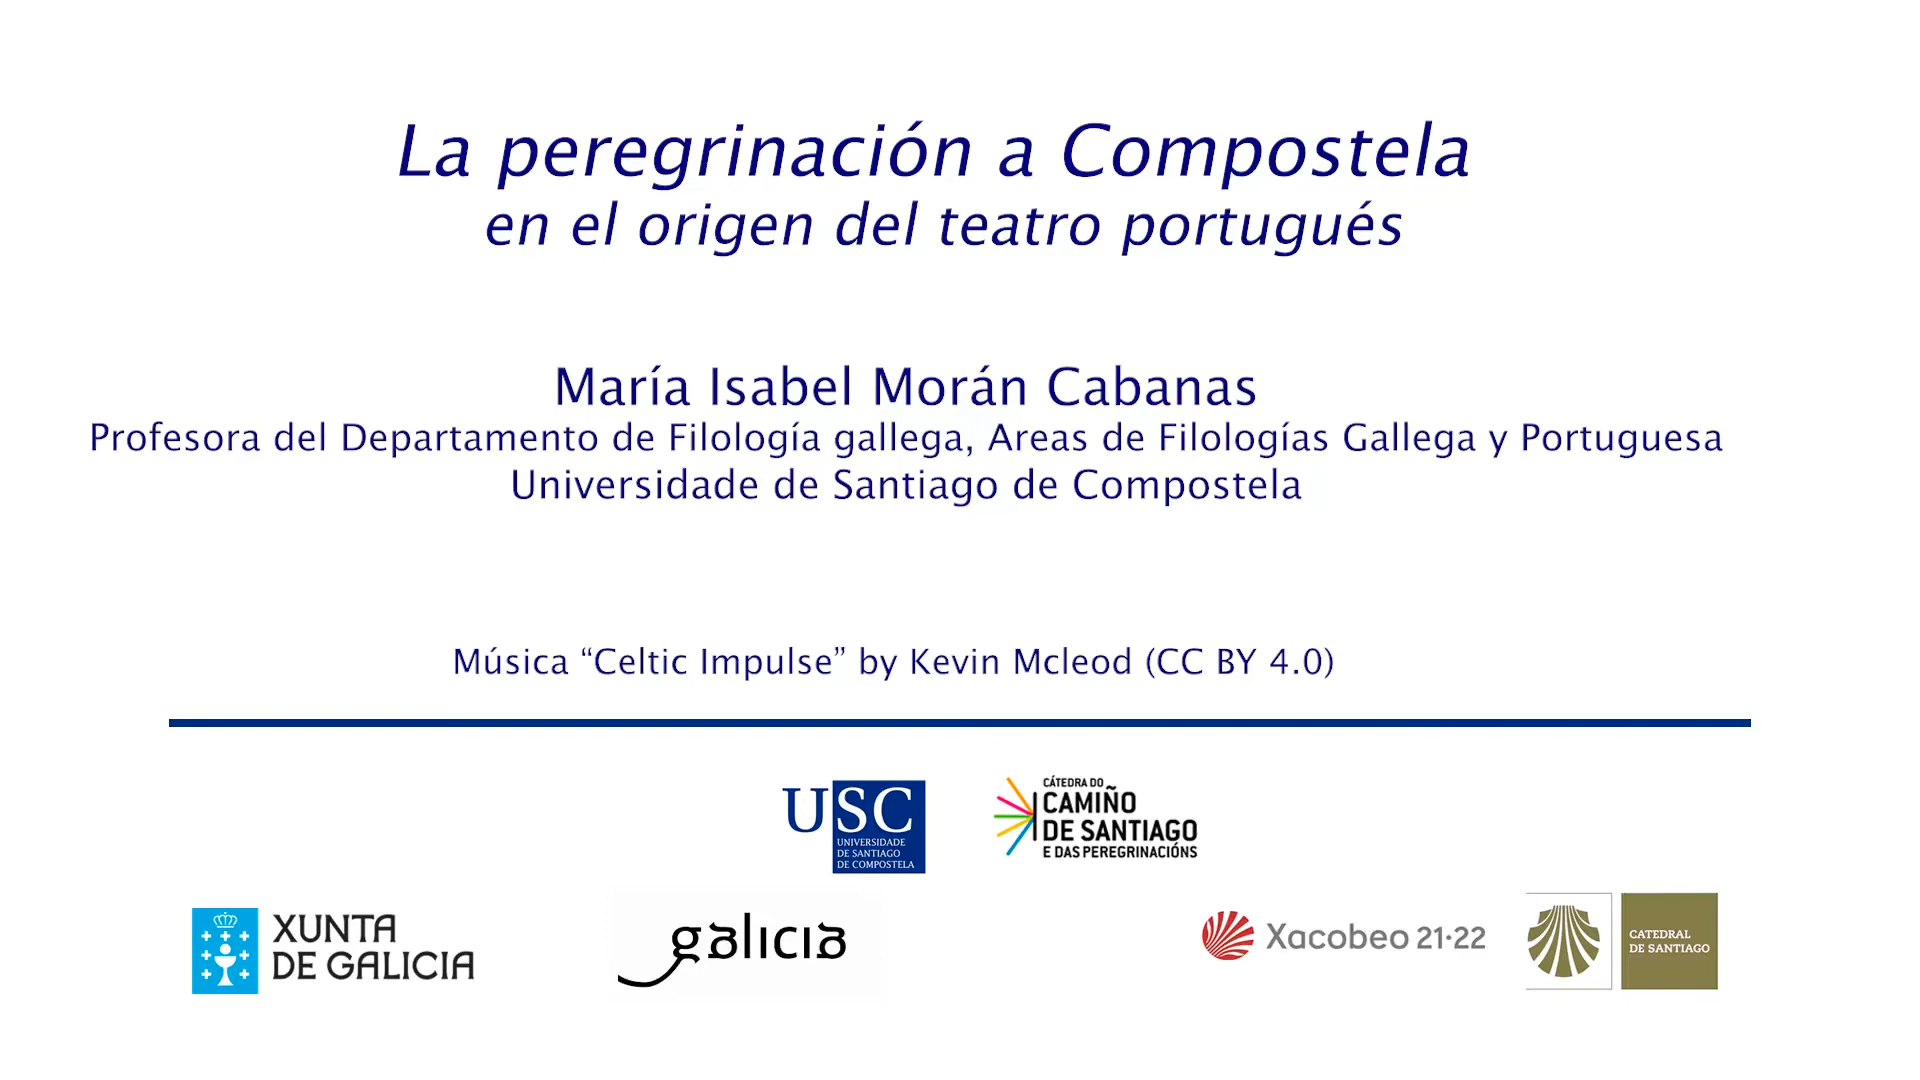 La peregrinación a Compostela
en el origen del teatro portugués
María Isabel Morán Cabanas
Profesora del Departamento de Filología gallega, Areas de Filologías Gallega y Portuguesa
Universidade de Santiago de Compostela
Música “Celtic Impulse” by Kevin Mcleod (CC BY 4.0)
USC
UNIVERSIDADE
DE SANTIAGO
DE COMPOSTELA
CÁTEDRA DO
CAMIÑO
DE SANTIAGO
E DAS PEREGRINACIÓNS
XUNTA
DE GALICIA
galicia
Xacobeo 21·22
CATEDRAL
DE SANTIAGO